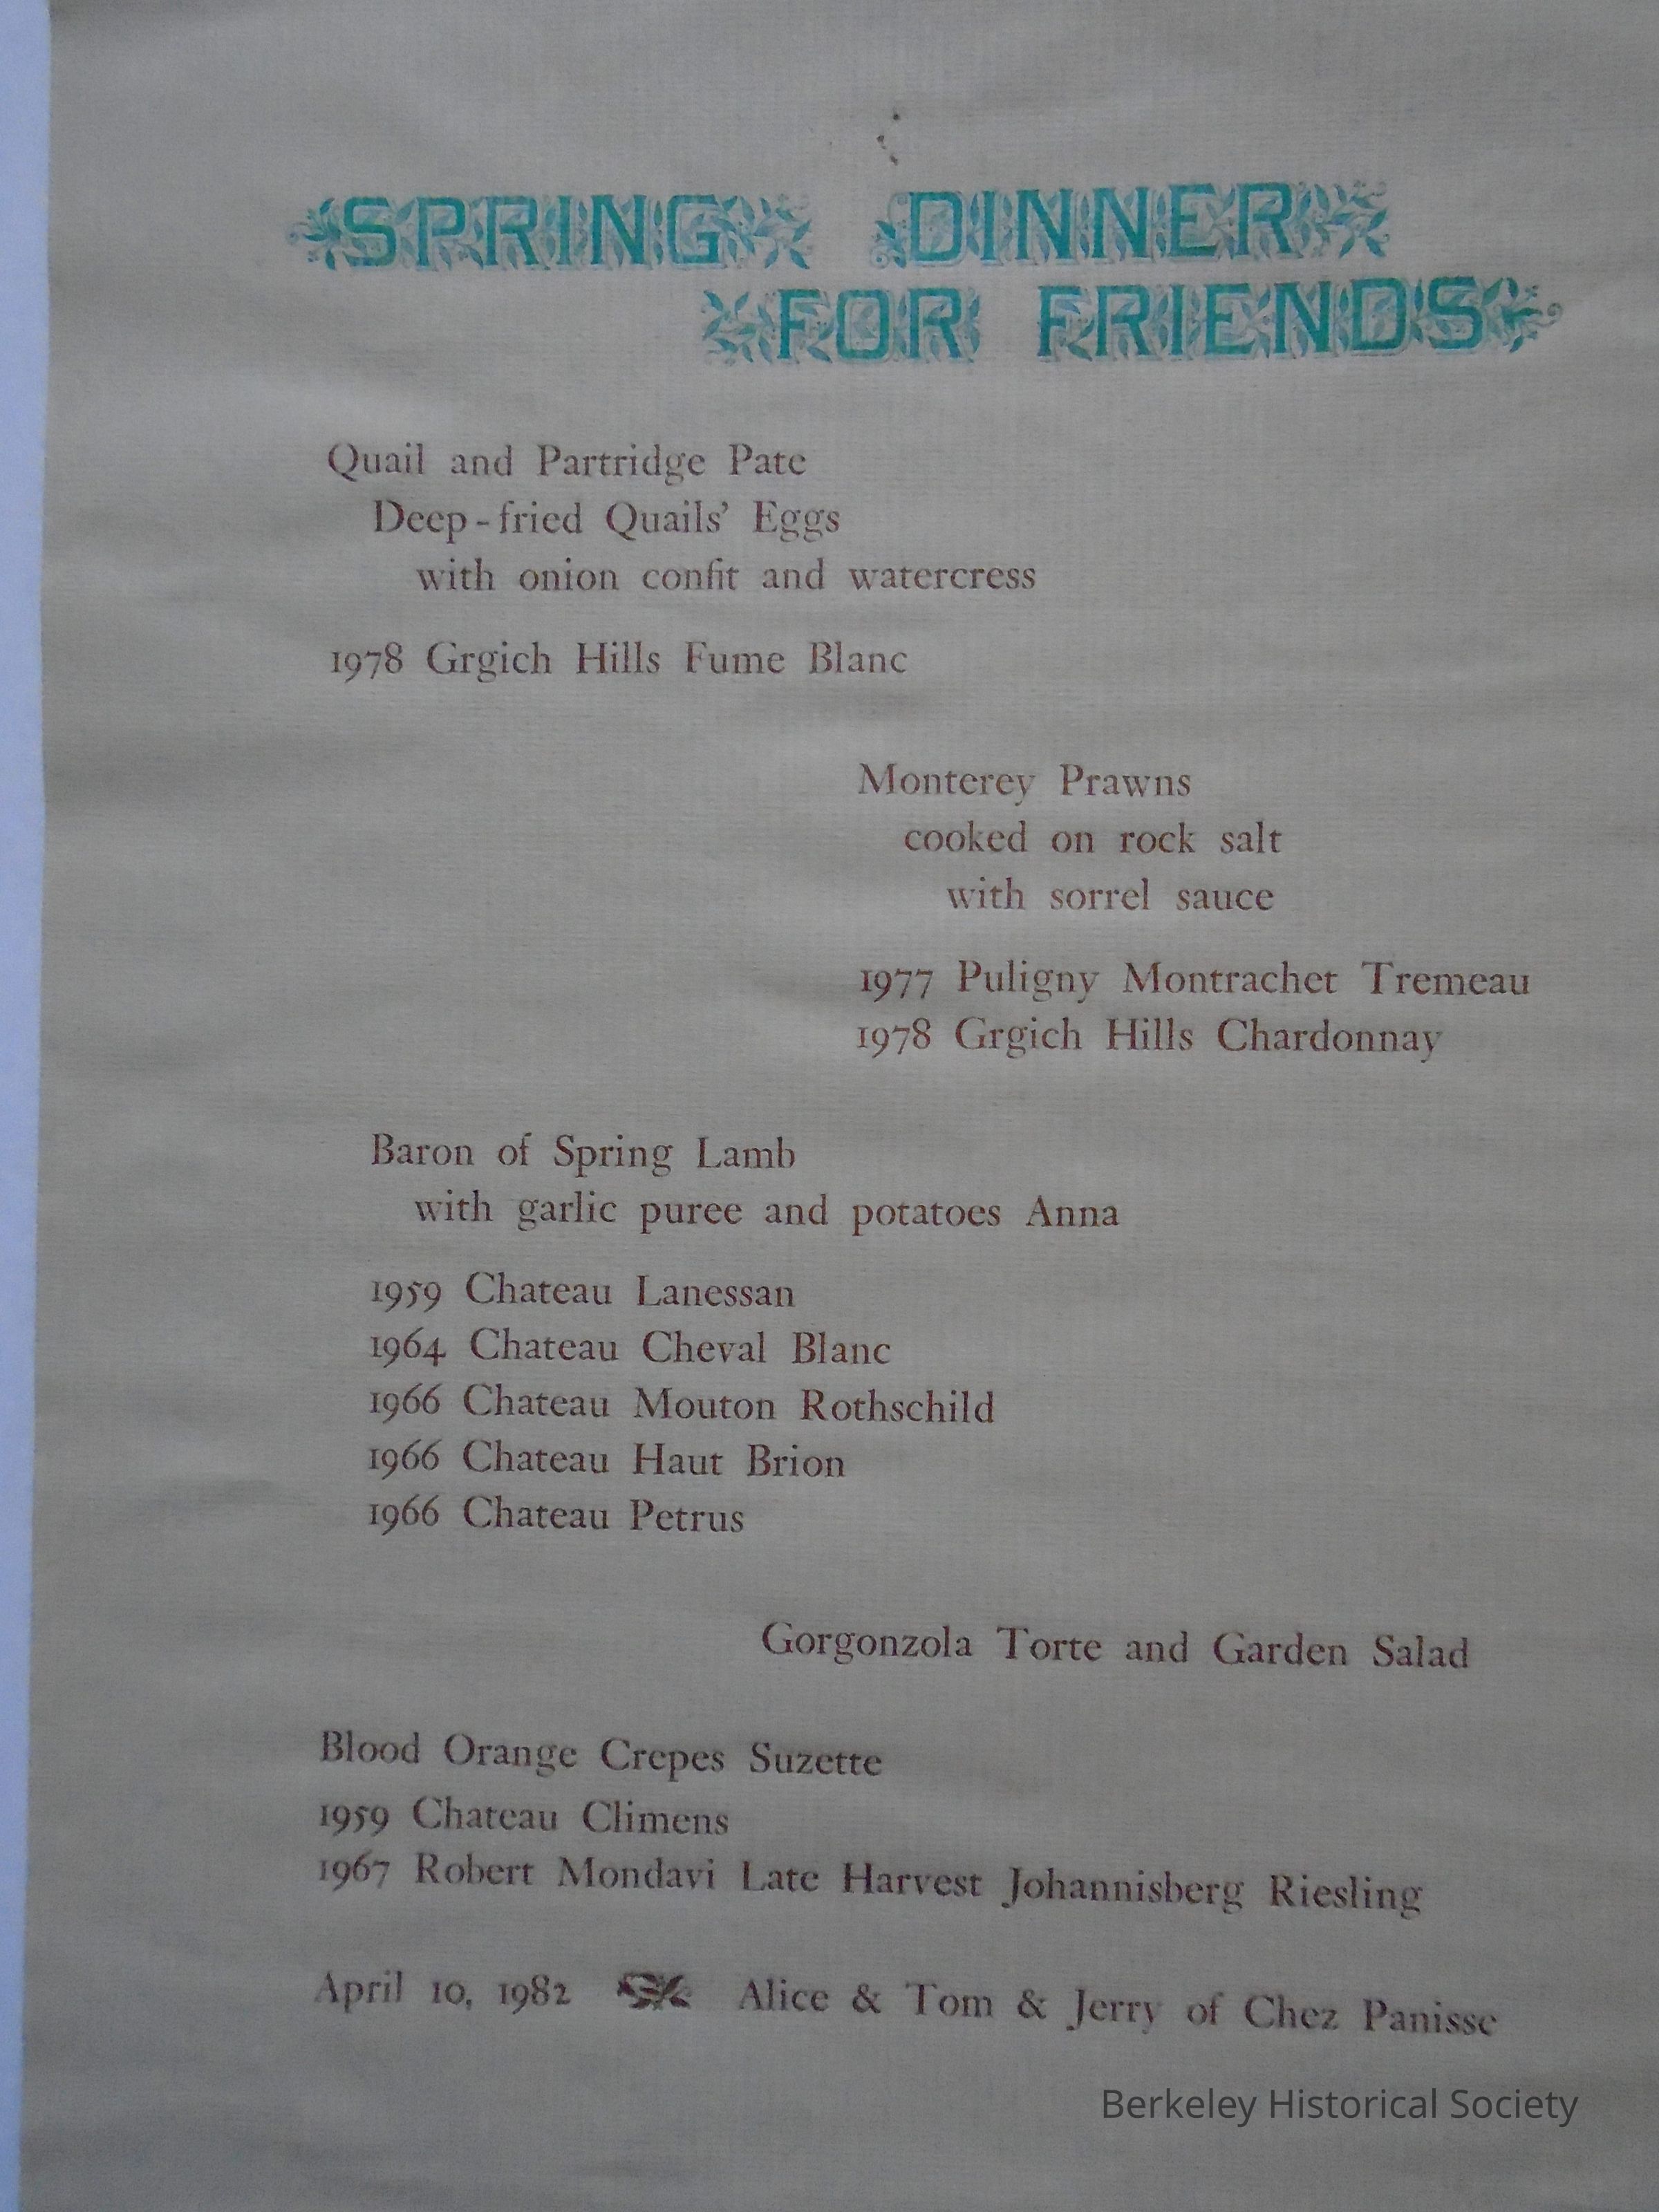 SPRING DINNER
FOR FRIENDS
Quail and Partridge Pate
Deep-fried Quails' Eggs
with onion confit and watercress
1978 Grgich Hills Fume Blanc
Monterey Prawns
cooked on rock salt
with sorrel sauce
1977 Puligny Montrachet Tremeau
1978 Grgich Hills Chardonnay
Baron of Spring Lamb
with garlic puree and potatoes Anna
1959 Chateau Lanessan
1964 Chateau Cheval Blanc
1966 Chateau Mouton Rothschild
1966 Chateau Haut Brion
1966 Chateau Petrus
Gorgonzola Torte and Garden Salad
Blood Orange Crepes Suzette
1959 Chateau Climens
1967 Robert Mondavi Late Harvest Johannisberg Riesling
April 10, 1982 Alice & Tom & Jerry of Chez Panisse
Berkeley Historical Society